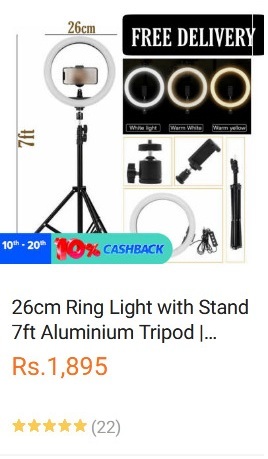 26cm
FREE DELIVERY
7ft
White light
Warm White
Warm yellow
10th - 20th
10% CASHBACK
26cm Ring Light with Stand
7ft Aluminium Tripod |...
Rs.1,895
(22)